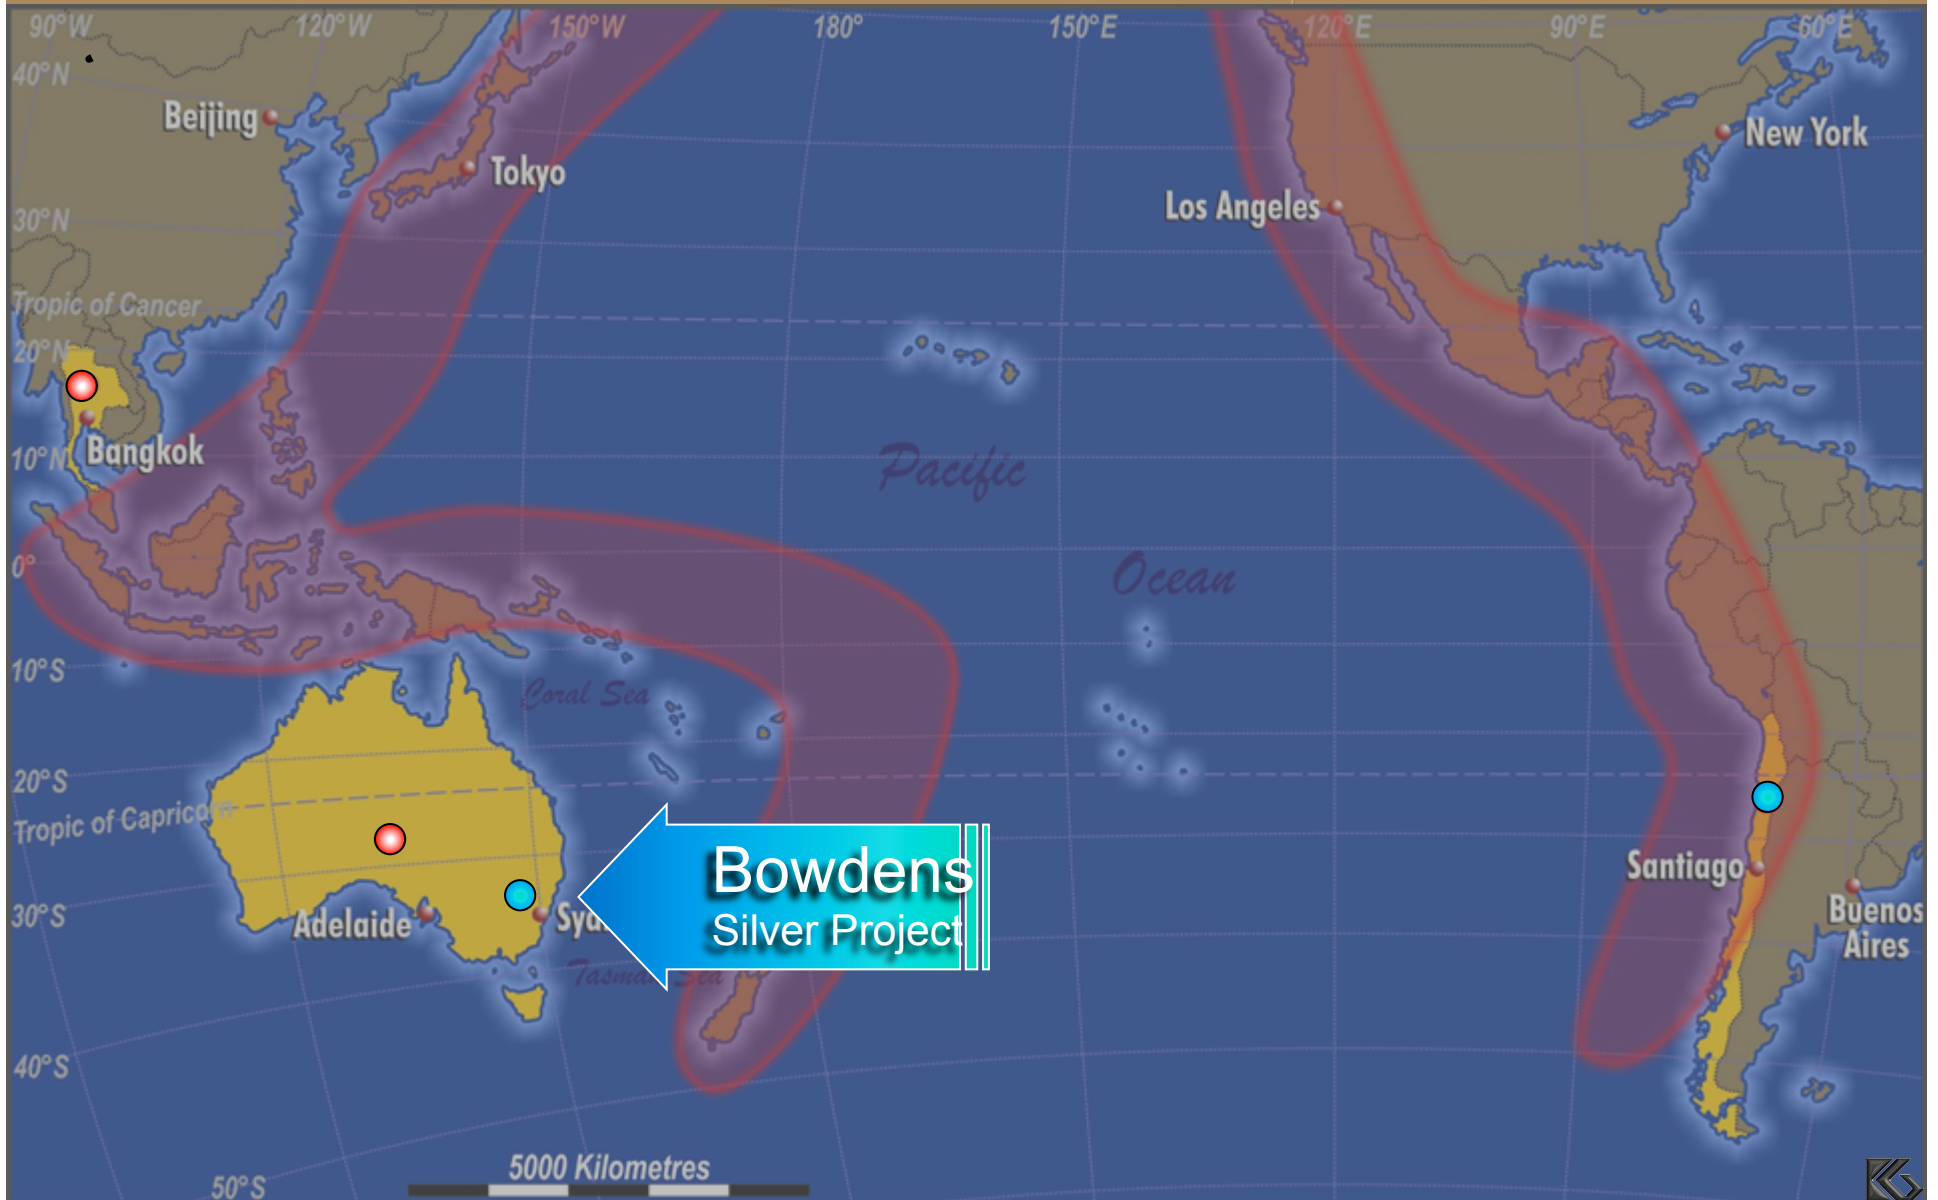 90°W
120°W
150°W
180°
150°E
120°E
90°E
60°E
40°N
Beijing
Tokyo
New York
Los Angeles
30°N
Tropic of Cancer
20°N
Bangkok
10°N
Pacific
Ocean
0°
10°S
Coral Sea
20°S
Tropic of Capricorn
Bowdens
Silver Project
Santiago
Buenos
Aires
30°S
Adelaide
Tasman Sea
40°S
5000 Kilometres
50°S